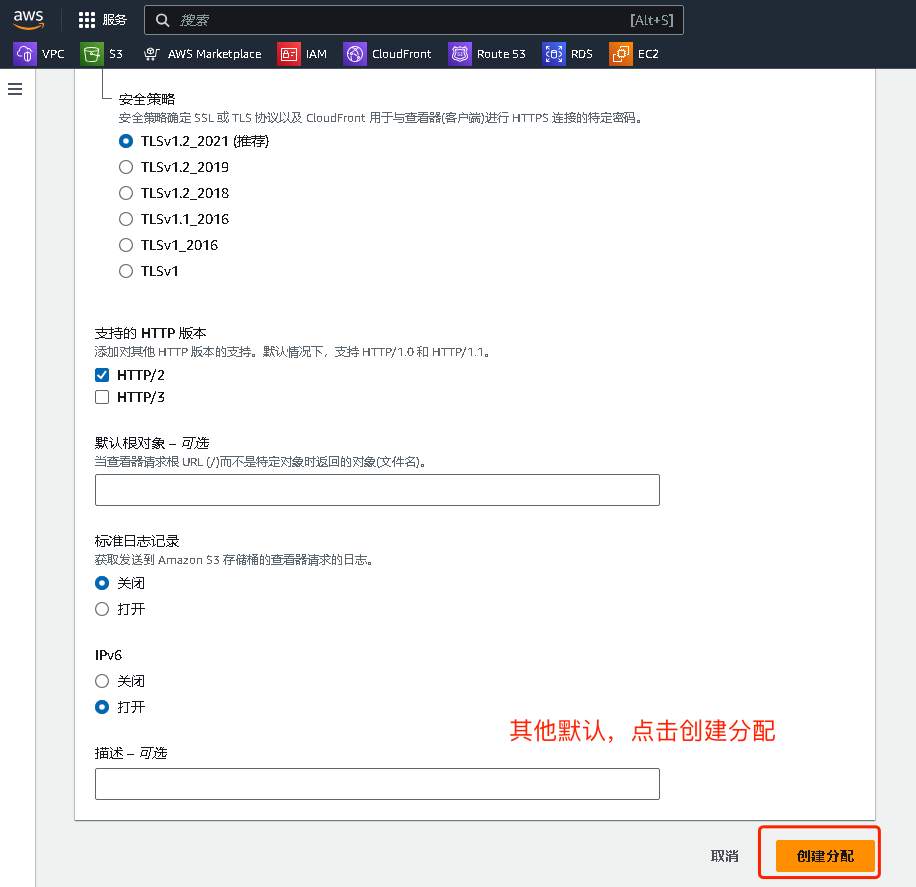 aws
服务
搜索
[Alt+S]
VPC
S3
AWS Marketplace
IAM
CloudFront
Route 53
RDS
EC2
安全策略
安全策略确定 SSL 或 TLS 协议以及 CloudFront 用于与查看器(客户端)进行 HTTPS 连接的特定密码。
TLSv1.2_2021 (推荐)
TLSv1.2_2019
TLSv1.2_2018
TLSv1.1_2016
TLSv1_2016
TLSv1
支持的 HTTP 版本
添加对其他 HTTP 版本的支持。默认情况下，支持 HTTP/1.0 和 HTTP/1.1。
HTTP/2
HTTP/3
默认根对象 – 可选
当查看器请求根 URL (/)而不是特定对象时返回的对象(文件名)。
标准日志记录
获取发送到 Amazon S3 存储桶的查看器请求的日志。
关闭
打开
IPv6
关闭
打开
其他默认，点击创建分配
描述 – 可选
取消
创建分配